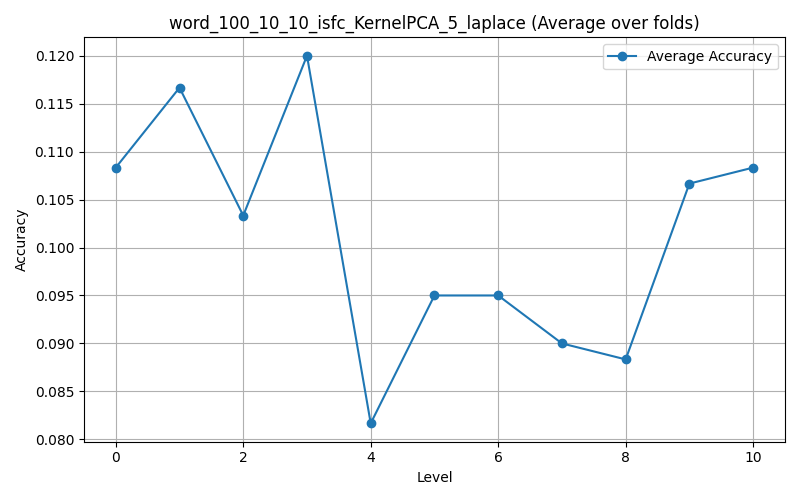 word_100_10_10_isfc_KernelPCA_5_laplace (Average over folds)
Average Accuracy
0.120
0.115
0.110
0.105
0.100
0.095
0.090
0.085
0.080
Accuracy
0 2 4 6 8 10
Level